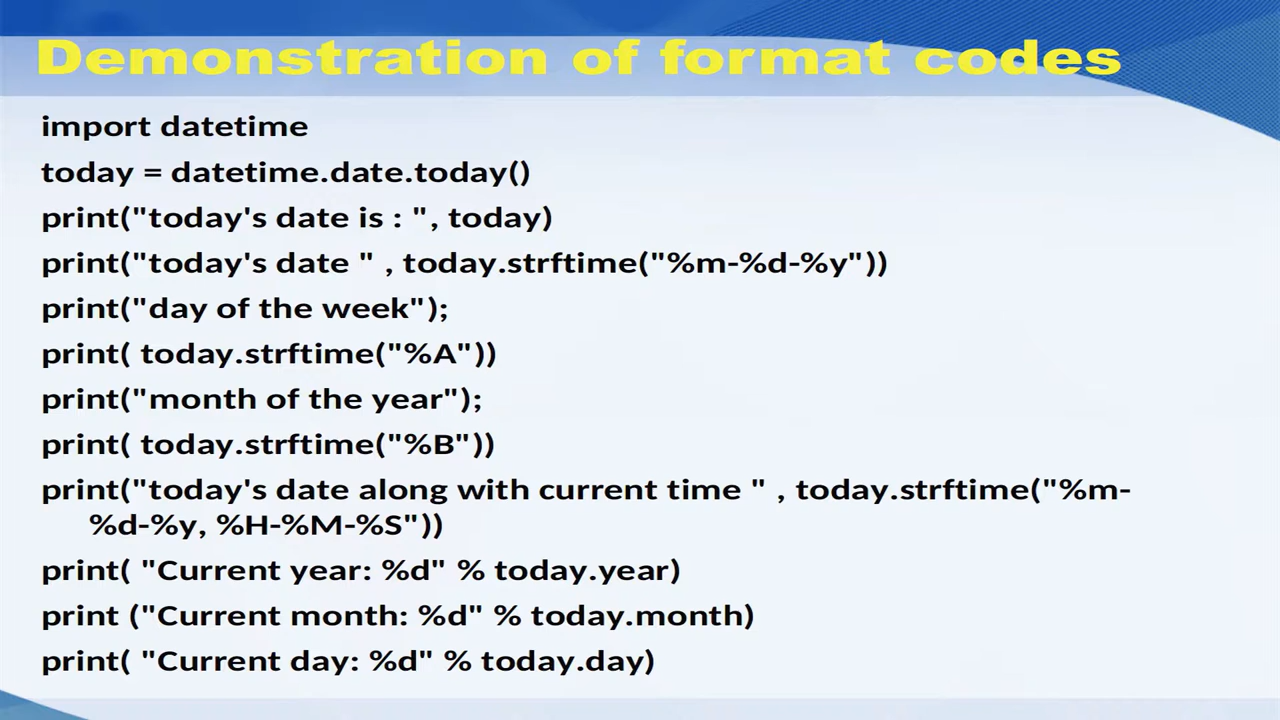 Demonstration of format codes
import datetime
today = datetime.date.today()
print("today's date is : ", today)
print("today's date " , today.strftime("%m-%d-%y"))
print("day of the week");
print( today.strftime("%A"))
print("month of the year");
print( today.strftime("%B"))
print("today's date along with current time " , today.strftime("%m-
%d-%y, %H-%M-%S"))
print( "Current year: %d" % today.year)
print ("Current month: %d" % today.month)
print( "Current day: %d" % today.day)